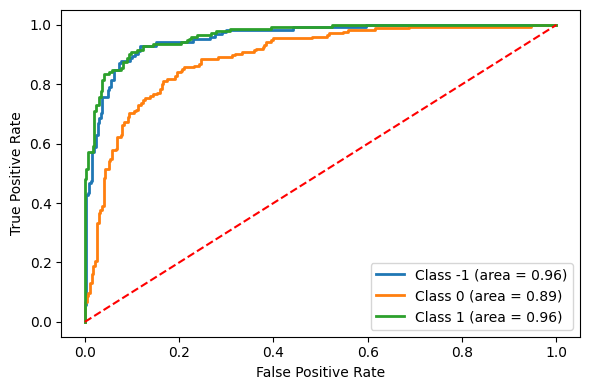 1.0
0.8
0.6
0.4
0.2
0.0
True Positive Rate
Class -1 (area = 0.96)
Class 0 (area = 0.89)
Class 1 (area = 0.96)
0.0 0.2 0.4 0.6 0.8 1.0
False Positive Rate